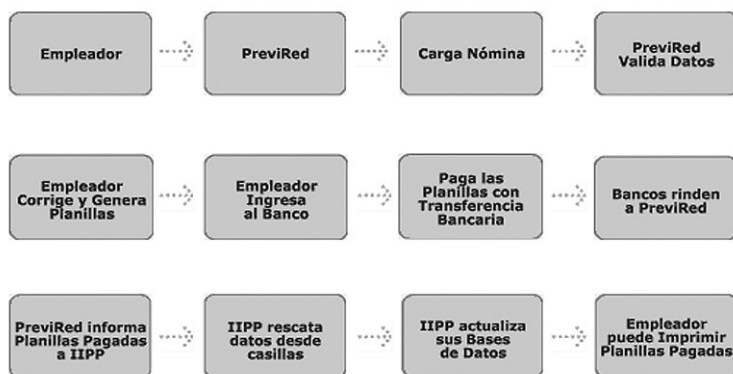 Empleador
PreviRed
Carga Nómina
PreviRed
Valida Datos
Empleador
Corrige y Genera
Planillas
Empleador
Ingresa
al Banco
Paga las
Planillas con
Transferencia
Bancaria
Bancos rinden
a PreviRed
PreviRed informa
Planillas Pagadas
a IIPP
IIPP rescata
datos desde
casillas
IIPP actualiza
sus Bases
de Datos
Empleador
puede Imprimir
Planillas Pagadas